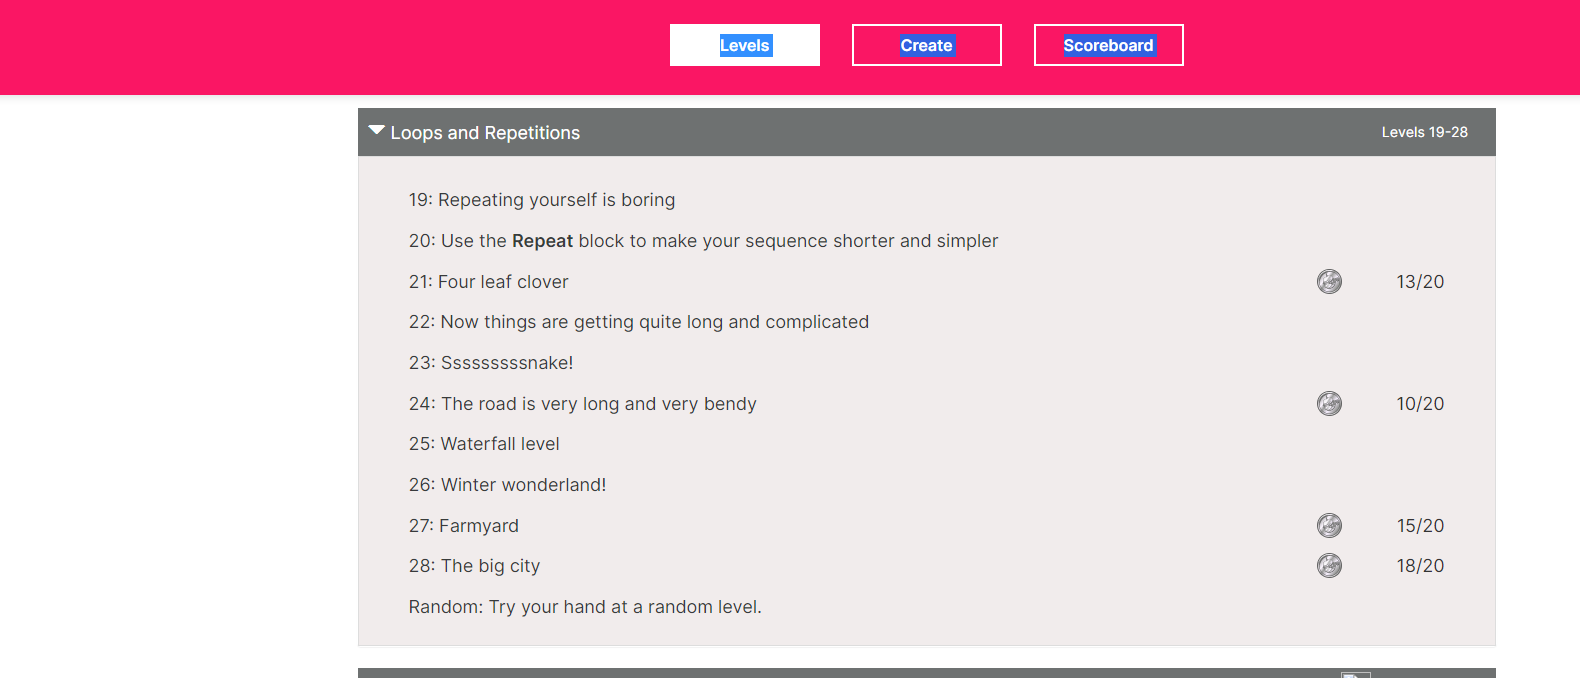 Levels Create Scoreboard
Loops and Repetitions Levels 19-28
19: Repeating yourself is boring
20: Use the Repeat block to make your sequence shorter and simpler
21: Four leaf clover 13/20
22: Now things are getting quite long and complicated
23: Sssssssssnake!
24: The road is very long and very bendy 10/20
25: Waterfall level
26: Winter wonderland!
27: Farmyard 15/20
28: The big city 18/20
Random: Try your hand at a random level.